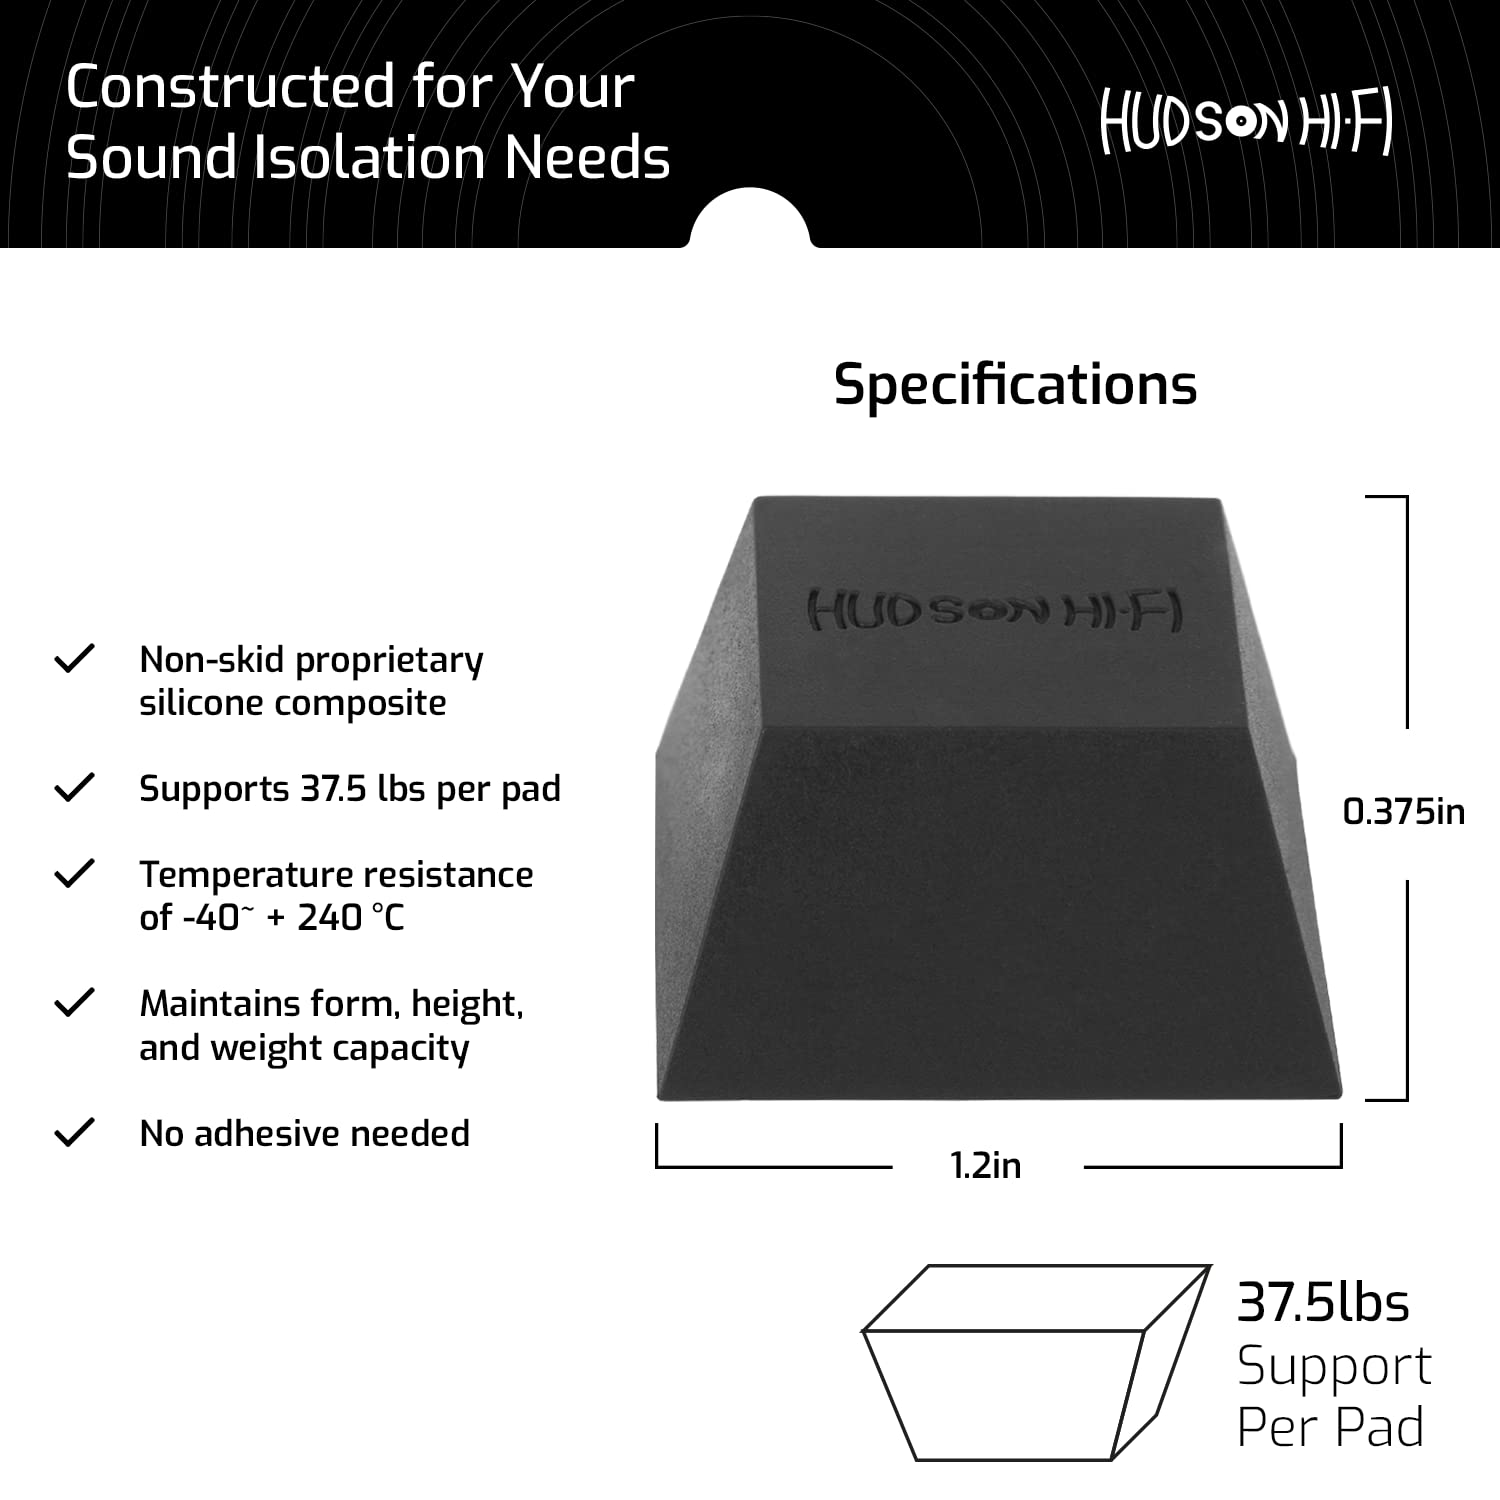 Constructed for Your
Sound Isolation Needs
HUDSON HI-FI
Specifications
HUDSON HI-FI
Non-skid proprietary
silicone composite
Supports 37.5 lbs per pad
Temperature resistance
of -40~ + 240 °C
Maintains form, height,
and weight capacity
No adhesive needed
0.375in
1.2in
37.5lbs
Support
Per Pad